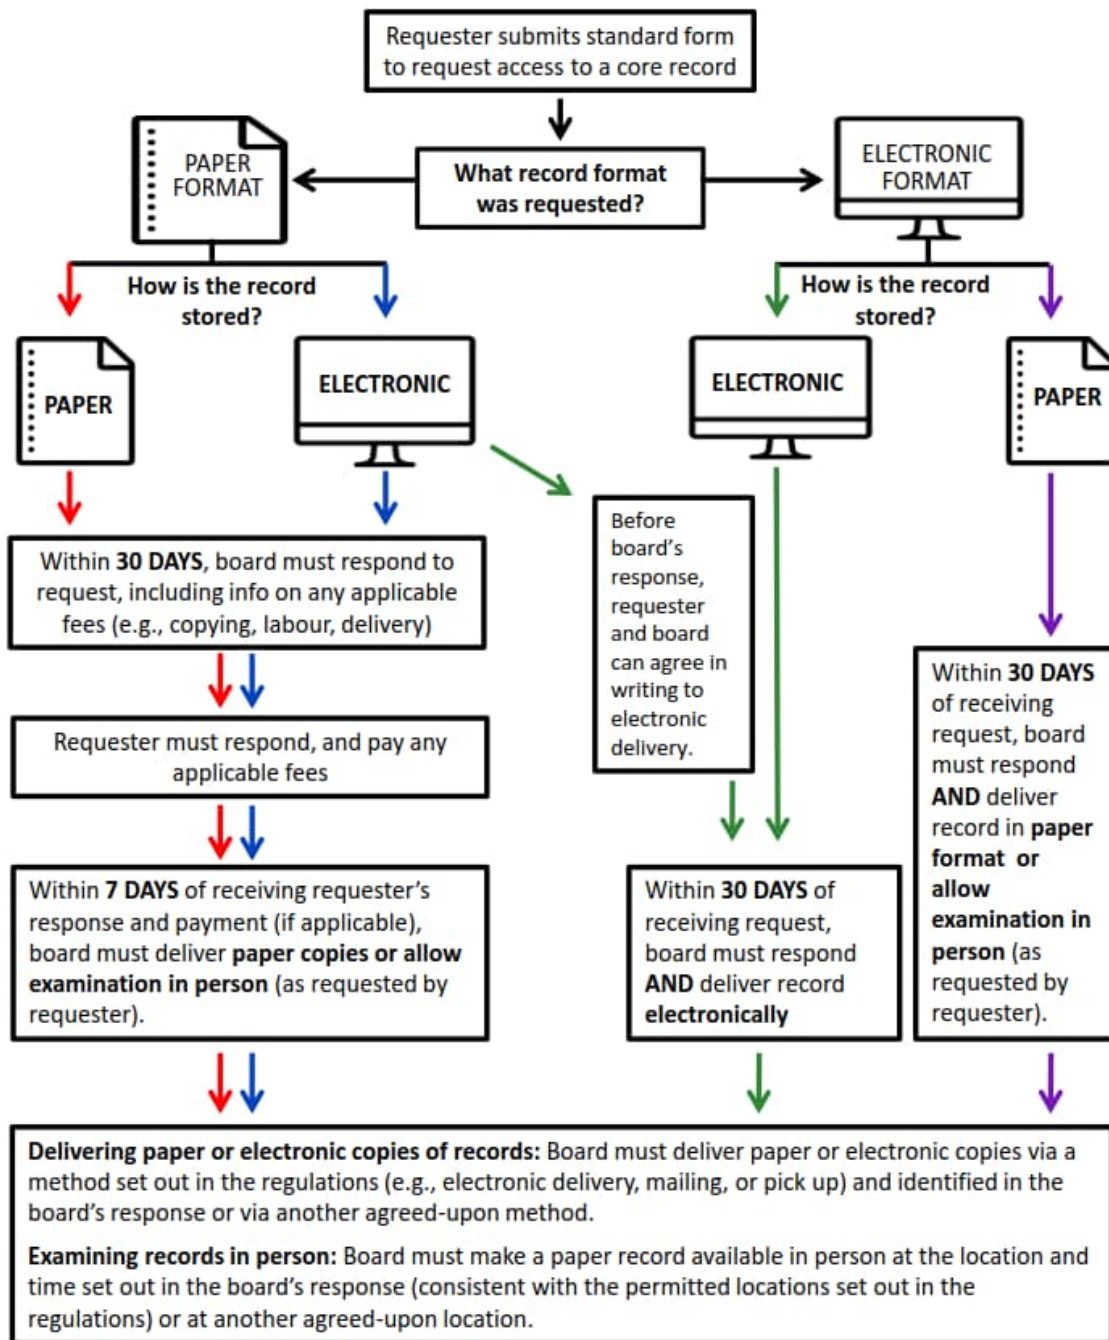 Requester submits standard form
to request access to a core record
What record format
was requested?
PAPER
FORMAT
ELECTRONIC
FORMAT
How is the record
stored?
How is the record
stored?
PAPER
ELECTRONIC
ELECTRONIC
PAPER
Within 30 DAYS, board must respond to
request, including info on any applicable
fees (e.g., copying, labour, delivery)
Requester must respond, and pay any
applicable fees
Within 7 DAYS of receiving requester's
response and payment (if applicable),
board must deliver paper copies or allow
examination in person (as requested by
requester).
Before
board's
response,
requester
and board
can agree in
writing to
electronic
delivery.
Within 30 DAYS of
receiving request,
board must respond
AND deliver record
electronically
Within 30 DAYS
of receiving
request, board
must respond
AND deliver
record in paper
format or
allow
examination in
person (as
requested by
requester).
Delivering paper or electronic copies of records: Board must deliver paper or electronic copies via a
method set out in the regulations (e.g., electronic delivery, mailing, or pick up) and identified in the
board's response or via another agreed-upon method.
Examining records in person: Board must make a paper record available in person at the location and
time set out in the board's response (consistent with the permitted locations set out in the
regulations) or at another agreed-upon location.